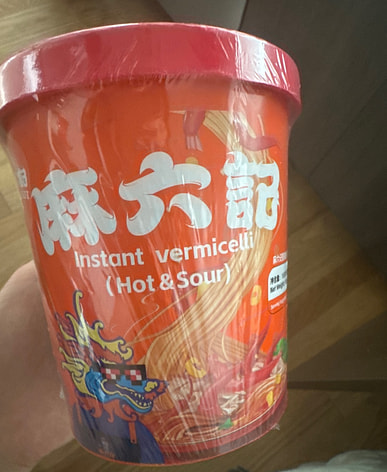 麻六記
Instant vermicelli
(Hot & Sour)